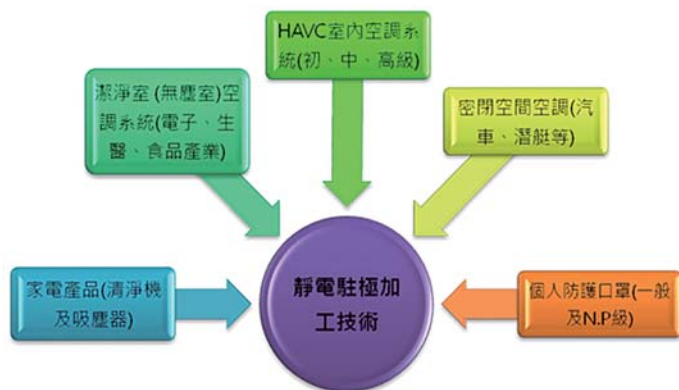 HAVC室內空調系
統(初、中、高級)
潔淨室(無塵室)空
調系統(電子、生
醫、食品產業)
密閉空間空調(汽
車、潛艇等)
家電產品(清淨機
及吸塵器)
靜電駐極加
工技術
個人防護口罩(一般
及N.P級)